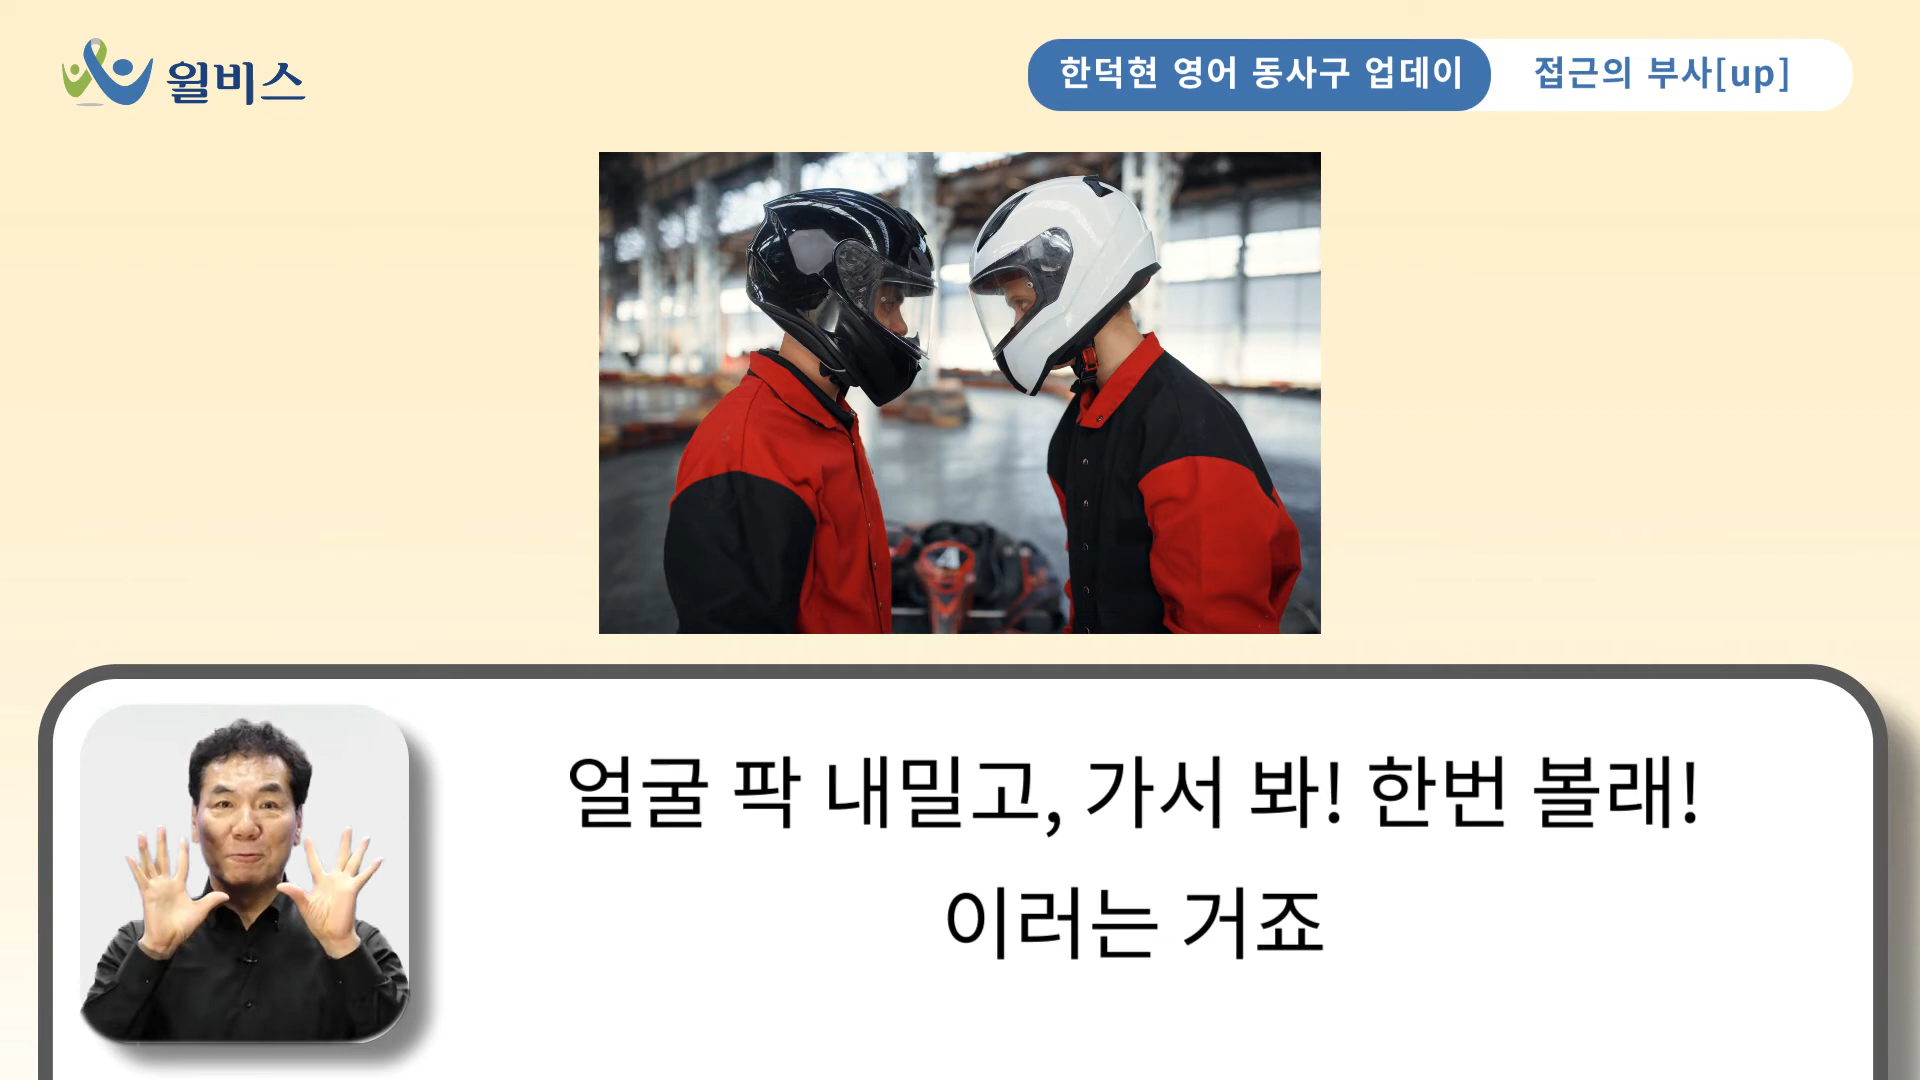 윌비스
한덕현 영어 동사구 업데이
접근의 부사[up]
얼굴 팍 내밀고, 가서 봐! 한번 볼래!
이러는 거죠